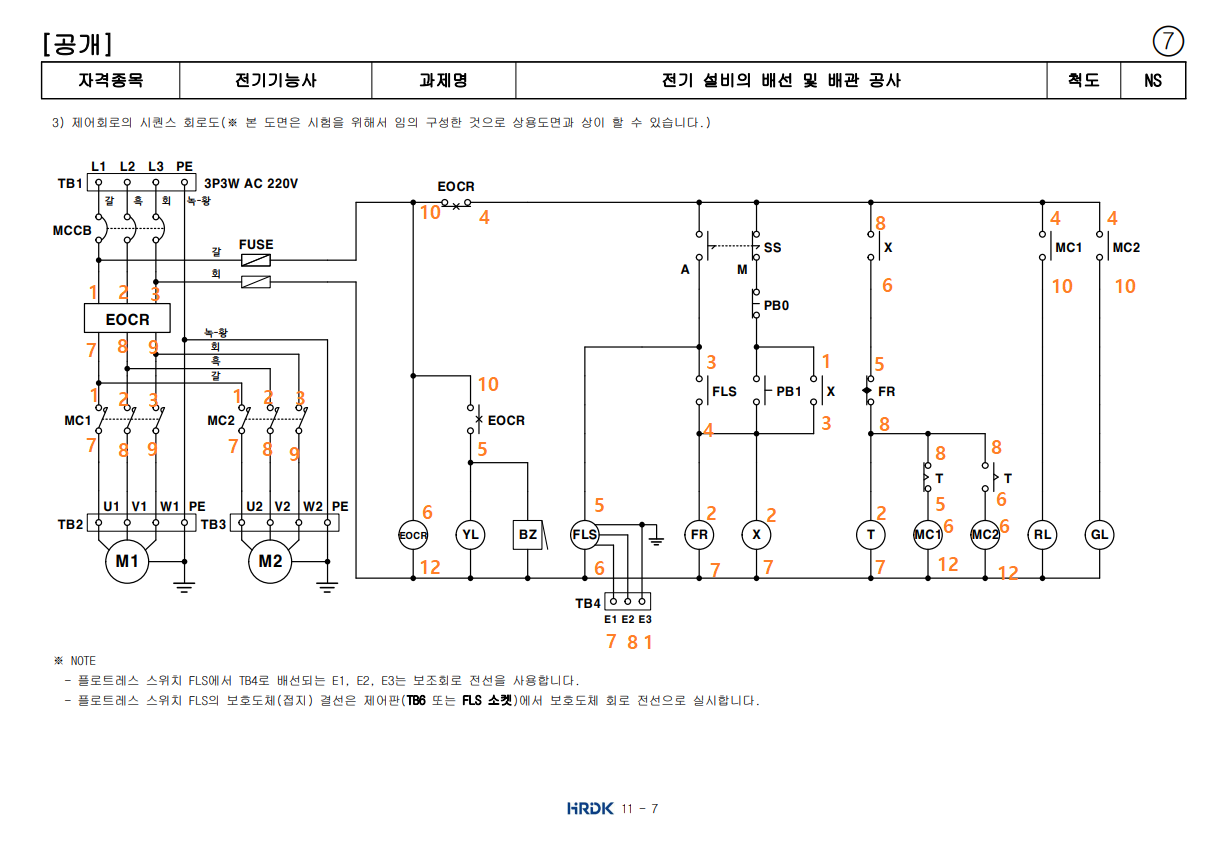 [공개]
⑦
자격종목 전기기능사 과제명 전기 설비의 배선 및 배관 공사 척도 NS
3) 제어회로의 시퀀스 회로도(※ 본 도면은 시험을 위해서 임의 구성한 것으로 상용도면과 상이 할 수 있습니다.)
L1 L2 L3 PE
TB1 3P3W AC 220V
갈 흑 회 녹-황
MCCB
갈 FUSE
회
EOCR
10 4
SS
A M
PB0
8 X
6
4 MC1
10
4 MC2
10
1 2 3
EOCR
7 8 9
녹-황
회
흑
갈
1 2 3
MC1
7 8 9
1 2 3
MC2
7 8 9
10
EOCR
5
3
FLS
4
PB1
1
X
3
5
FR
8
8
T
5
8
T
6
U1 V1 W1 PE
TB2
U2 V2 W2 PE
TB3
M1 M2
6
EOCR
12
YL BZ
5
FLS
6
2
FR
7
2
X
7
2
T
7
6
MC1
12
6
MC2
12
RL GL
TB4
E1 E2 E3
7 8 1
※ NOTE
- 플로트레스 스위치 FLS에서 TB4로 배선되는 E1, E2, E3는 보조회로 전선을 사용합니다.
- 플로트레스 스위치 FLS의 보호도체(접지) 결선은 제어판(TB6 또는 FLS 소켓)에서 보호도체 회로 전선으로 실시합니다.
HRDK 11 - 7